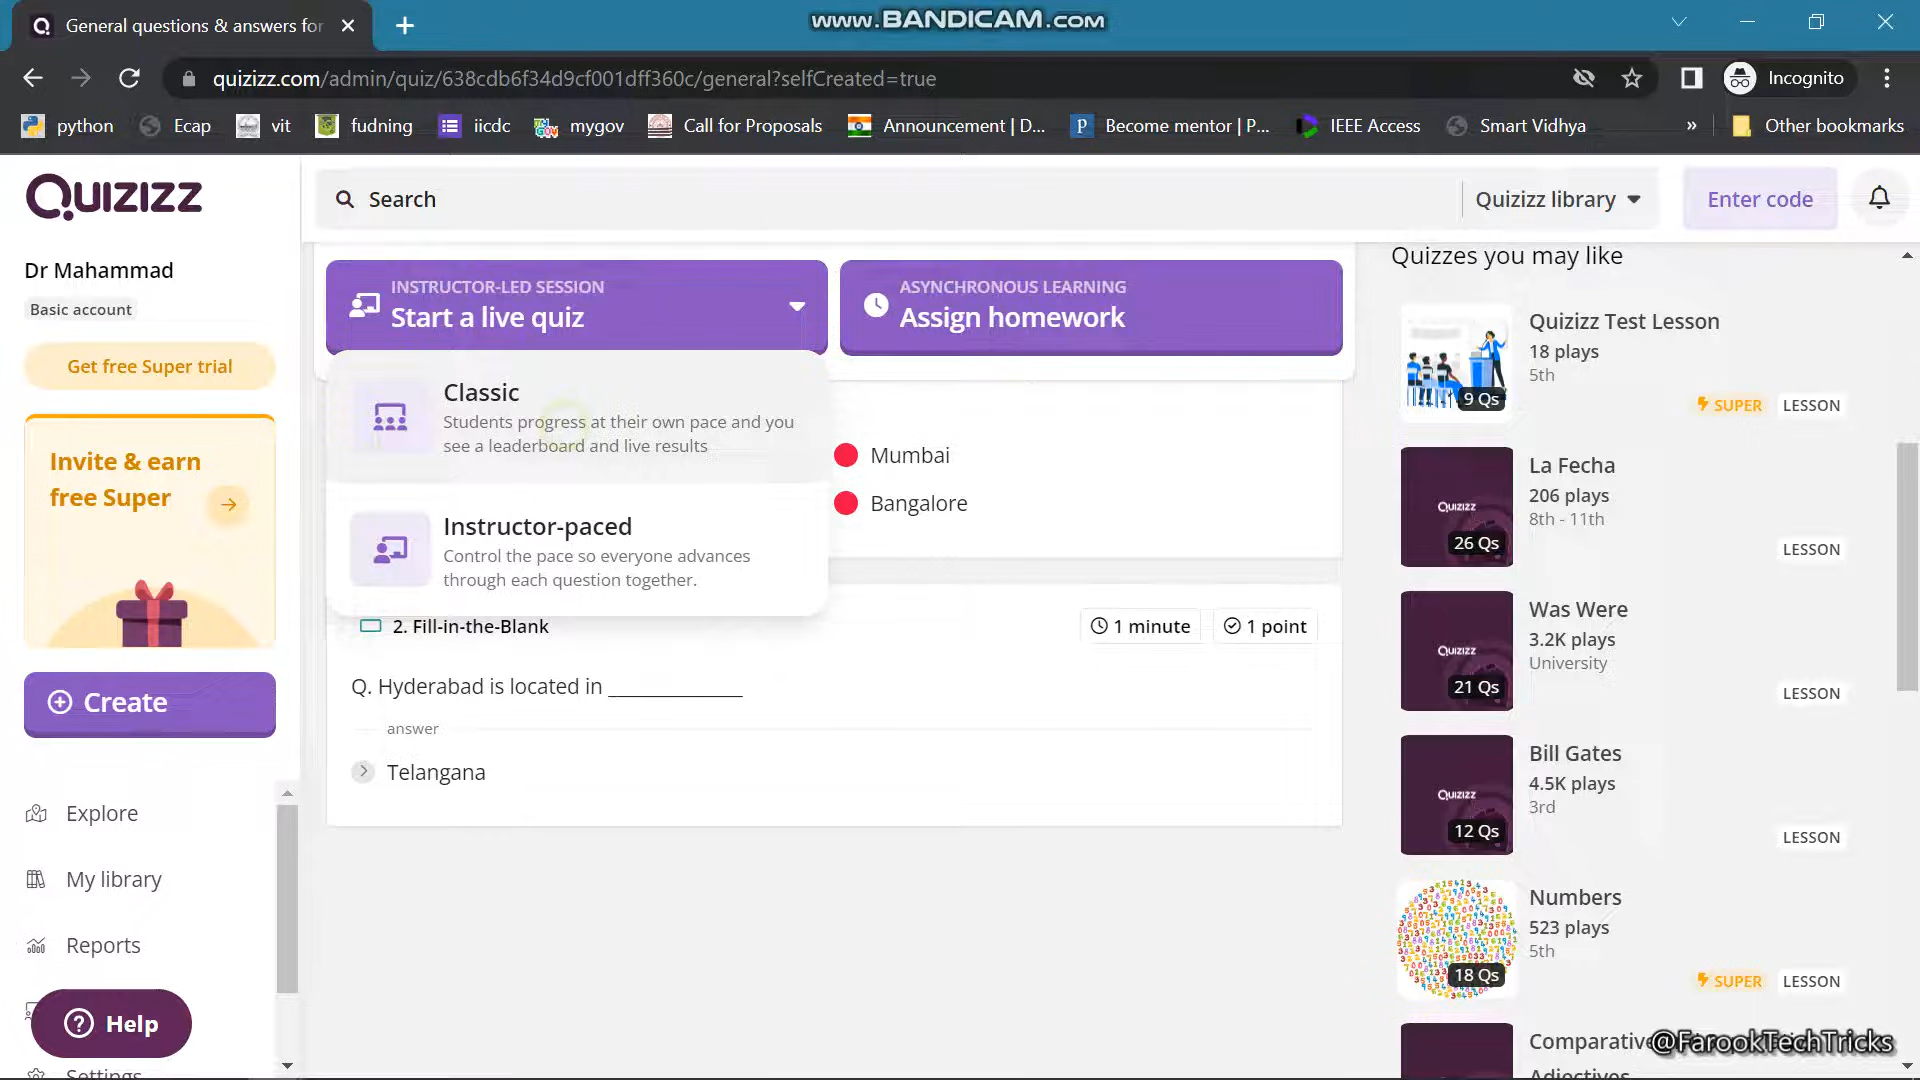 General questions & answers for
www.BANDICAM.com
quizizz.com/admin/quiz/638cdb6f34d9cf001dff360c/general?selfCreated=true
Incognito
python
Ecap
vit
fudning
iicdc
mygov
Call for Proposals
Announcement | D...
Become mentor | P...
IEEE Access
Smart Vidhya
»
Other bookmarks
Quizizz
Search
Quizizz library
Enter code
Dr Mahammad
Basic account
Get free Super trial
Invite & earn
free Super
Create
Explore
My library
Reports
Help
Settings
INSTRUCTOR-LED SESSION
Start a live quiz
ASYNCHRONOUS LEARNING
Assign homework
Classic
Students progress at their own pace and you
see a leaderboard and live results
Instructor-paced
Control the pace so everyone advances
through each question together.
Mumbai
Bangalore
2. Fill-in-the-Blank
1 minute
1 point
Q. Hyderabad is located in ______________
answer
Telangana
Quizzes you may like
Quizizz Test Lesson
18 plays
5th
9 Qs
SUPER
LESSON
La Fecha
206 plays
8th - 11th
Quizizz
26 Qs
LESSON
Was Were
3.2K plays
University
Quizizz
21 Qs
LESSON
Bill Gates
4.5K plays
3rd
Quizizz
12 Qs
LESSON
Numbers
523 plays
5th
18 Qs
SUPER
LESSON
Comparative
Adjectives
@FarookTechTricks